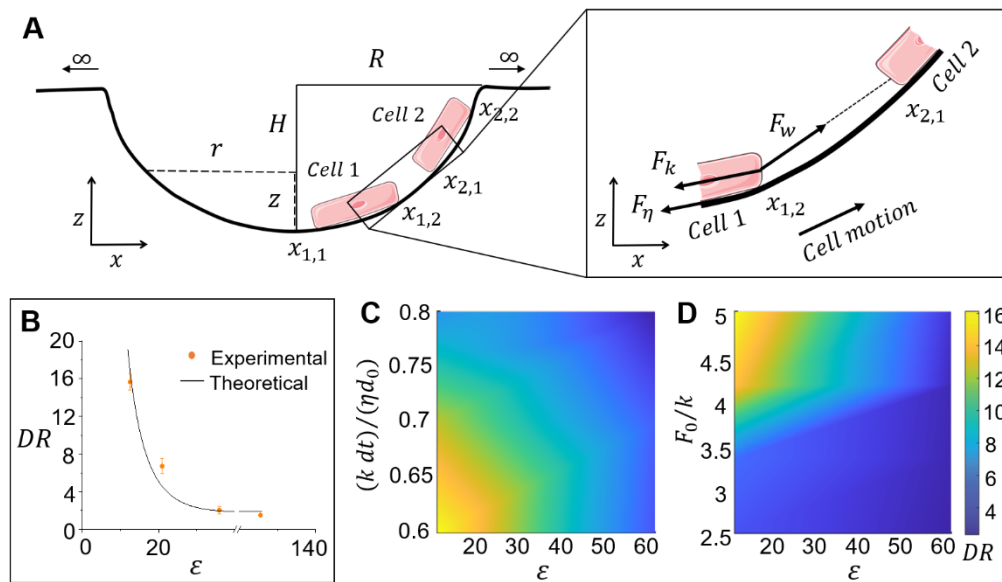 A
∞
∞
R
H
r
z
z
x
Cell 1
Cell 2
x₁,₁
x₁,₂
x₂,₁
x₂,₂
Cell 2
x₂,₁
F_w
F_k
F_η
Cell 1
x₁,₂
Cell motion
z
x
B
20
16
12
8
4
0
DR
Experimental
Theoretical
0
20
140
ε
C
0.8
0.75
0.7
0.65
0.6
(k dt)/(ηd₀)
20 30 40 50 60
ε
D
5
4.5
4
3.5
3
2.5
F₀/k
20 30 40 50 60
ε
16
14
12
10
8
6
4
DR